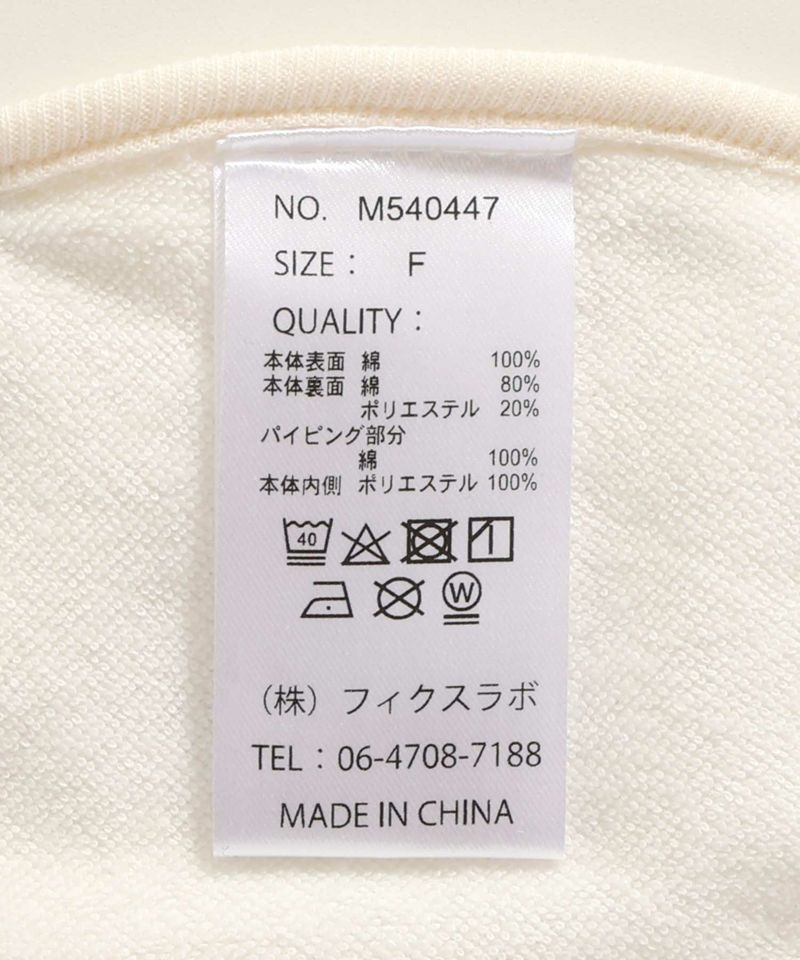 NO. M540447
SIZE： F
QUALITY：
本体表面 綿 100%
本体裏面 綿 80%
ポリエステル 20%
パイピング部分
綿 100%
本体内側 ポリエステル 100%
40
W
（株）フィクスラボ
TEL：06-4708-7188
MADE IN CHINA